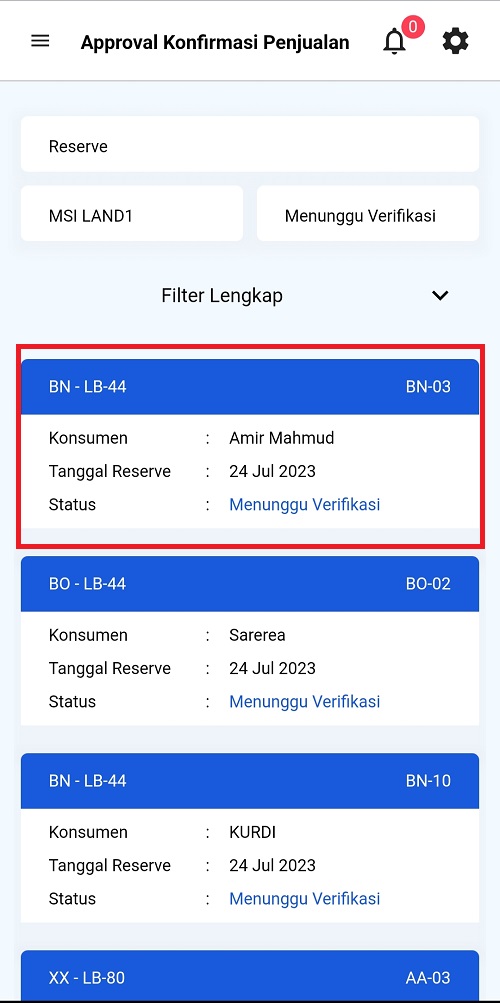 Approval Konfirmasi Penjualan 0
Reserve
MSI LAND1 Menunggu Verifikasi
Filter Lengkap
BN - LB-44 BN-03
Konsumen : Amir Mahmud
Tanggal Reserve : 24 Jul 2023
Status : Menunggu Verifikasi
BO - LB-44 BO-02
Konsumen : Sarerea
Tanggal Reserve : 24 Jul 2023
Status : Menunggu Verifikasi
BN - LB-44 BN-10
Konsumen : KURDI
Tanggal Reserve : 24 Jul 2023
Status : Menunggu Verifikasi
XX - LB-80 AA-03